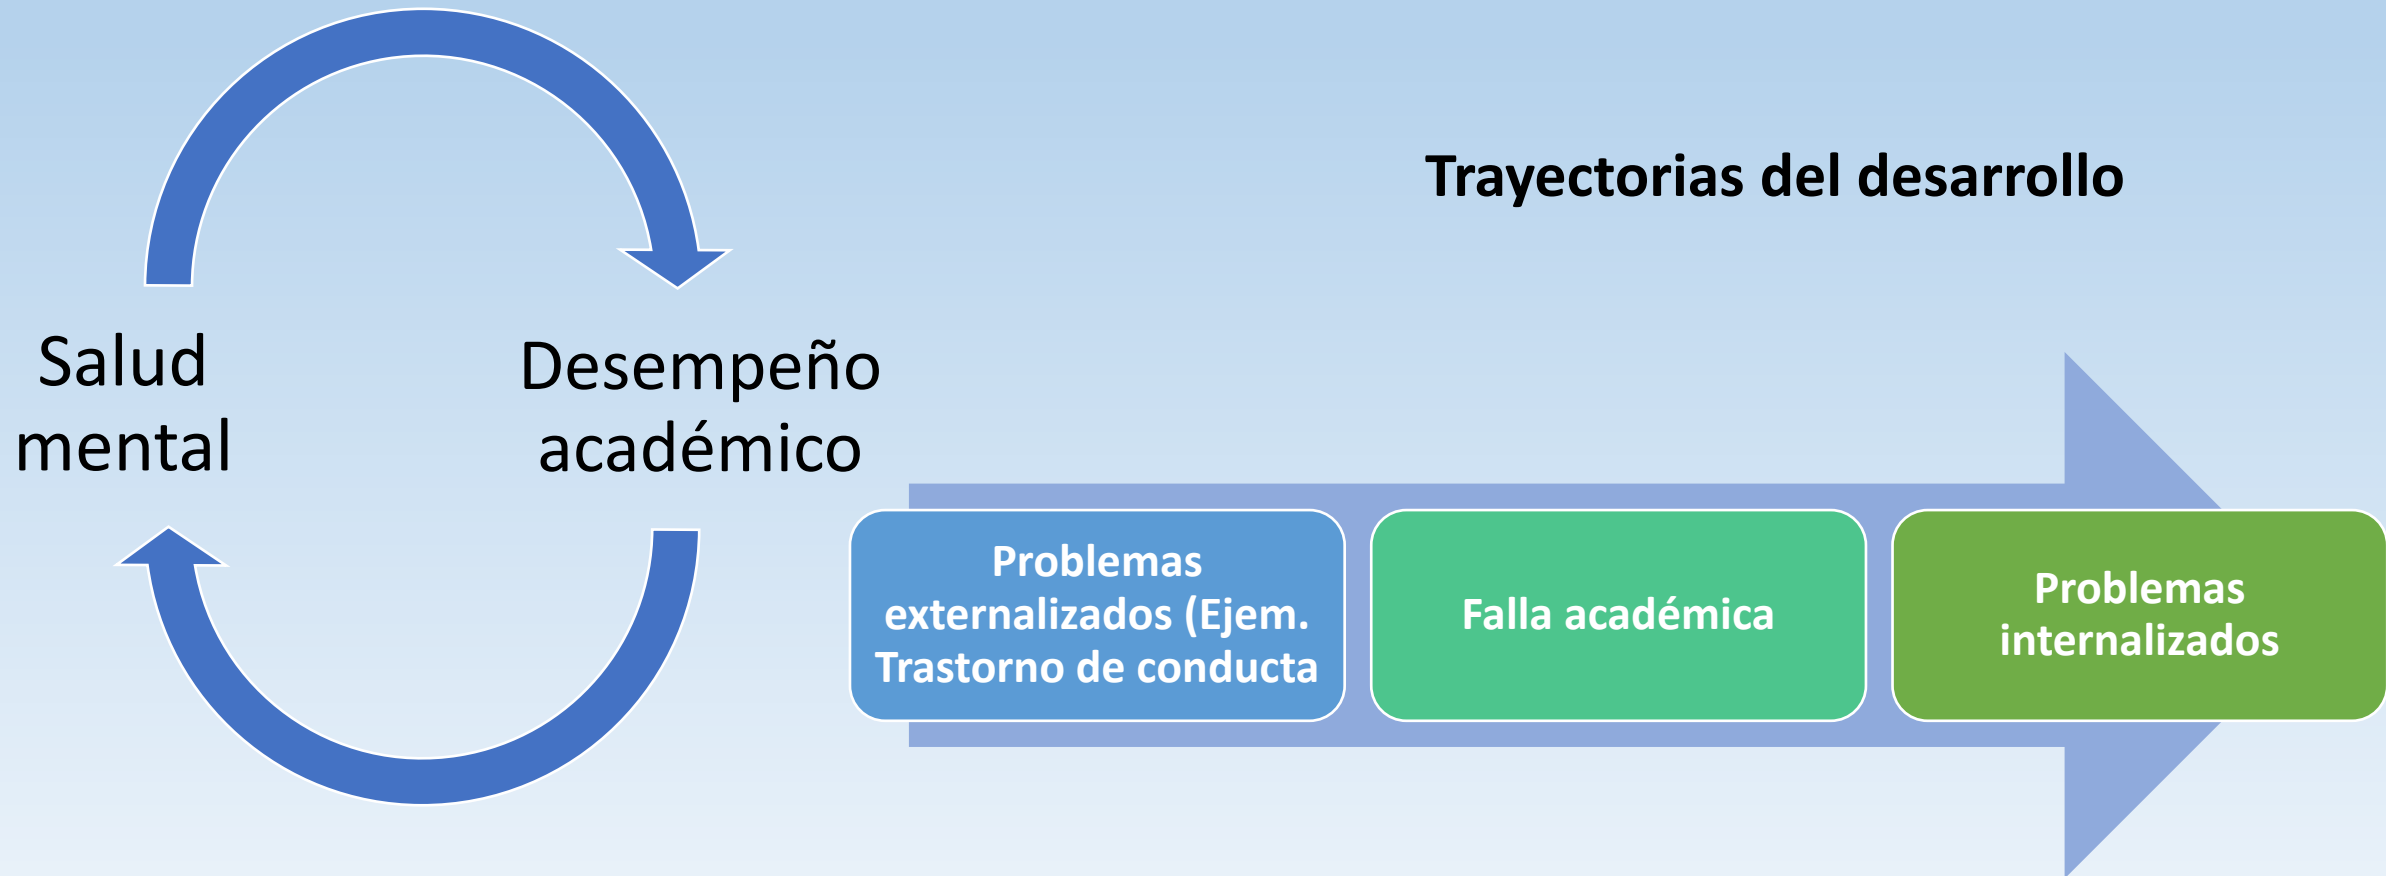 Salud
mental
Desempeño
académico
Trayectorias del desarrollo
Problemas
externalizados (Ejem.
Trastorno de conducta
Falla académica
Problemas
internalizados